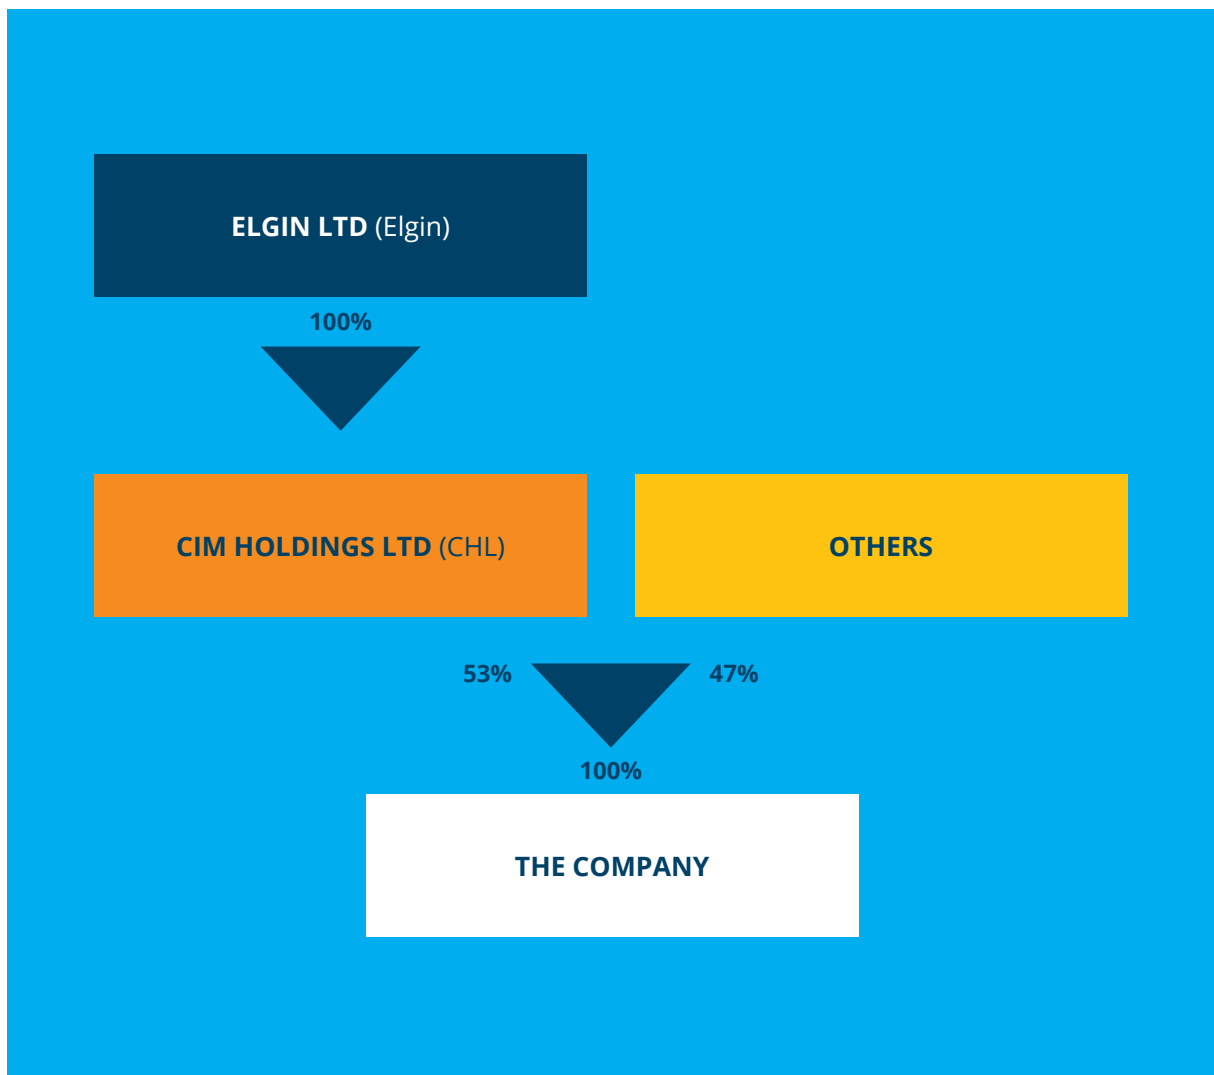 ELGIN LTD (Elgin)
100%
CIM HOLDINGS LTD (CHL)
OTHERS
53%
47%
100%
THE COMPANY